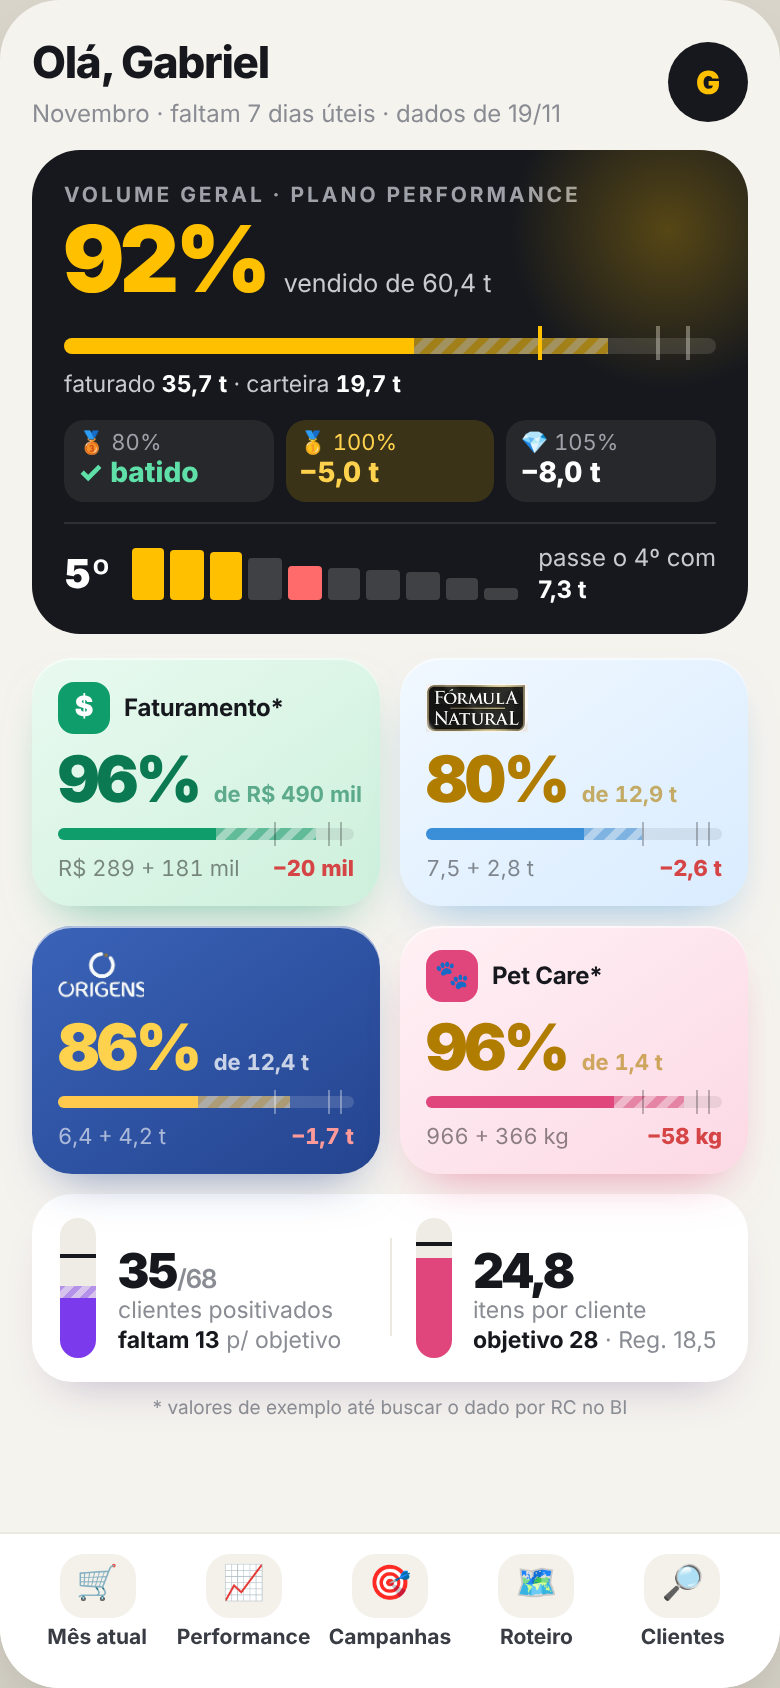 Olá, Gabriel
G
Novembro · faltam 7 dias úteis · dados de 19/11
VOLUME GERAL · PLANO PERFORMANCE
92% vendido de 60,4 t
faturado 35,7 t · carteira 19,7 t
🥉 80%
✓ batido
🥇 100%
−5,0 t
💎 105%
−8,0 t
5º
passe o 4º com
7,3 t
$ Faturamento*
96% de R$ 490 mil
R$ 289 + 181 mil −20 mil
FÓRMULA
NATURAL
80% de 12,9 t
7,5 + 2,8 t −2,6 t
ORIGENS
86% de 12,4 t
6,4 + 4,2 t −1,7 t
🐾 Pet Care*
96% de 1,4 t
966 + 366 kg −58 kg
35/68
clientes positivados
faltam 13 p/ objetivo
24,8
itens por cliente
objetivo 28 · Reg. 18,5
* valores de exemplo até buscar o dado por RC no BI
Mês atual
Performance
Campanhas
Roteiro
Clientes